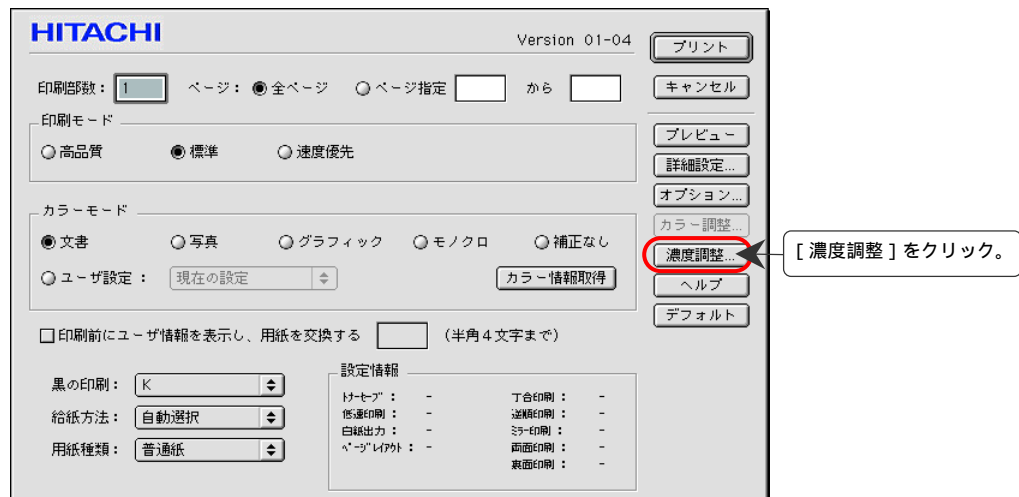 HITACHI
Version 01-04
プリント
印刷部数： 1 ページ： 全ページ ページ指定 から
キャンセル
印刷モード
高品質 標準 速度優先
プレビュー
詳細設定...
オプション...
カラーモード
カラー調整...
文書 写真 グラフィック モノクロ 補正なし
濃度調整...
[ 濃度調整 ] をクリック。
ユーザ設定： 現在の設定 カラー情報取得
ヘルプ
デフォルト
印刷前にユーザ情報を表示し、用紙を交換する (半角４文字まで)
設定情報
黒の印刷： K
給紙方法： 自動選択
用紙種類： 普通紙
ﾄﾅｰｾｰﾌﾞ： - 丁合印刷： -
低速印刷： - 逆順印刷： -
白紙出力： - ﾐﾗｰ印刷： -
ﾍﾟｰｼﾞﾚｲｱｳﾄ： - 両面印刷： -
裏面印刷： -